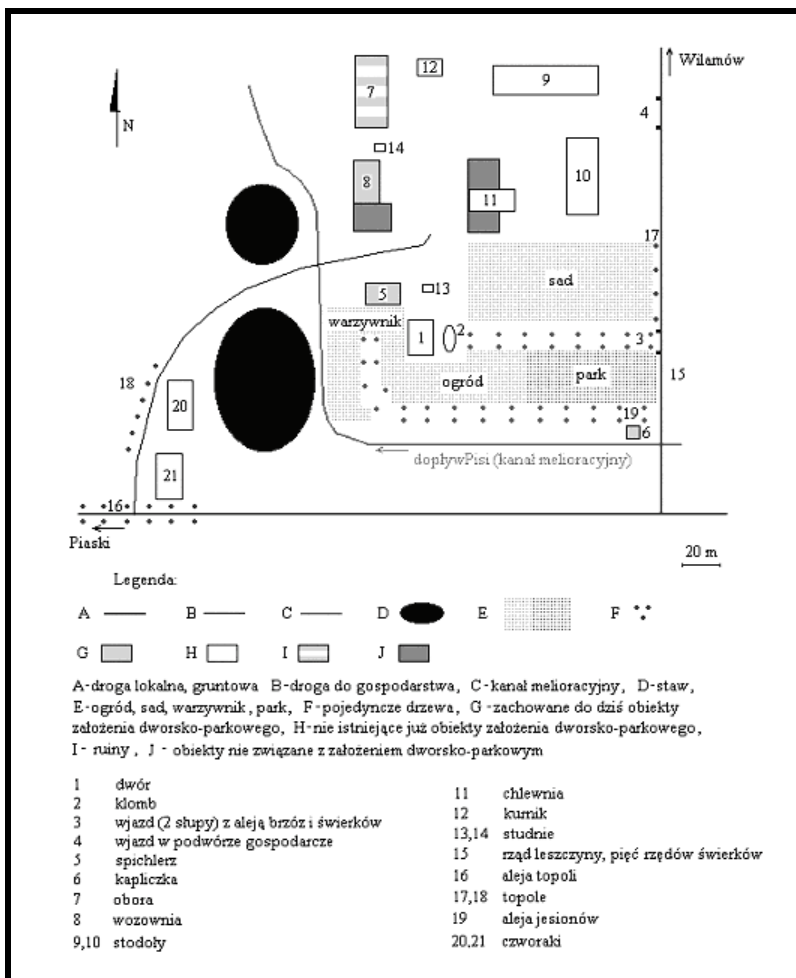 Wilamów
12
7
9
4
N
14
8
10
11
17
sad
5
13
warzywnik
1
2
3
18
ogród
park
15
20
19
6
dopływPisi (kanał melioracyjny)
21
16
Piaski
20 m
Legenda:
A B C D E F
G H I J
A-droga lokalna, gruntowa B-droga do gospodarstwa, C-kanał melioracyjny, D-staw,
E-ogród, sad, warzywnik, park, F-pojedyncze drzewa, G -zachowane do dziś obiekty
założenia dworsko-parkowego, H-nie istniejące już obiekty założenia dworsko-parkowego,
I - ruiny , J - obiekty nie związane z założeniem dworsko-parkowym
1 dwór
2 klomb
3 wjazd (2 słupy) z aleją brzóz i świerków
4 wjazd w podwórze gospodarcze
5 spichlerz
6 kapliczka
7 obora
8 wozownia
9,10 stodoły
11 chlewnia
12 kurnik
13,14 studnie
15 rząd leszczyny, pięć rzędów świerków
16 aleja topoli
17,18 topole
19 aleja jesionów
20,21 czworaki